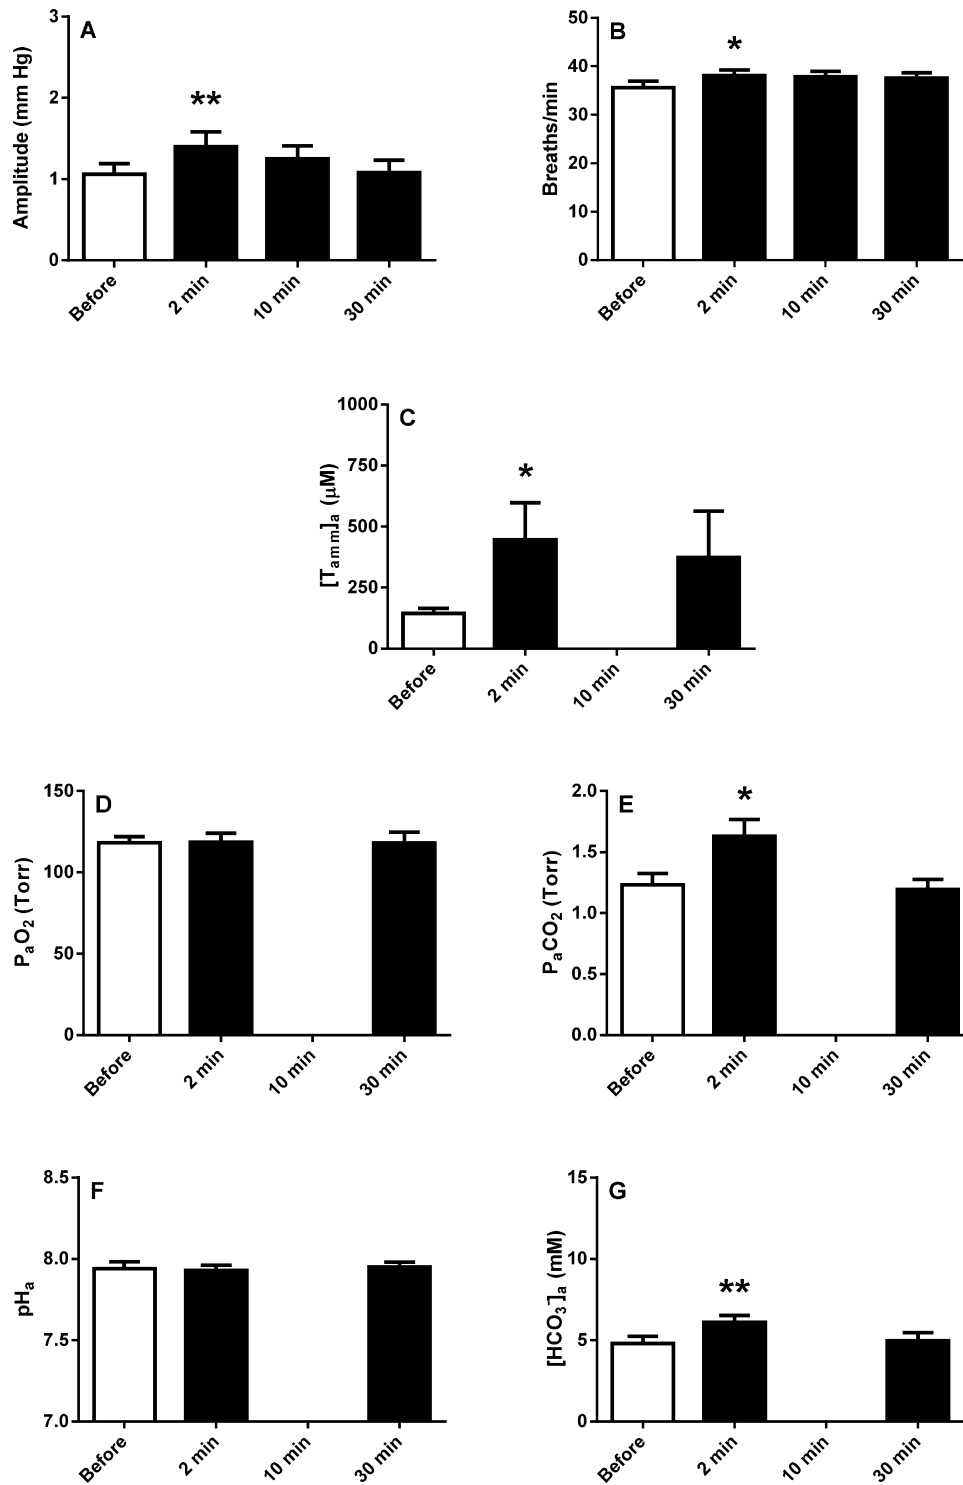 A
Amplitude (mm Hg)
3
2
1
0
**
Before
2 min
10 min
30 min
B
Breaths/min
50
40
30
20
10
0
*
Before
2 min
10 min
30 min
C
[Tamm]a (μM)
1000
750
500
250
0
*
Before
2 min
10 min
30 min
D
PaO2 (Torr)
150
100
50
0
Before
2 min
10 min
30 min
E
PaCO2 (Torr)
2.0
1.5
1.0
0.5
0.0
*
Before
2 min
10 min
30 min
F
pHa
8.5
8.0
7.5
7.0
Before
2 min
10 min
30 min
G
[HCO3-]a (mM)
15
10
5
0
**
Before
2 min
10 min
30 min